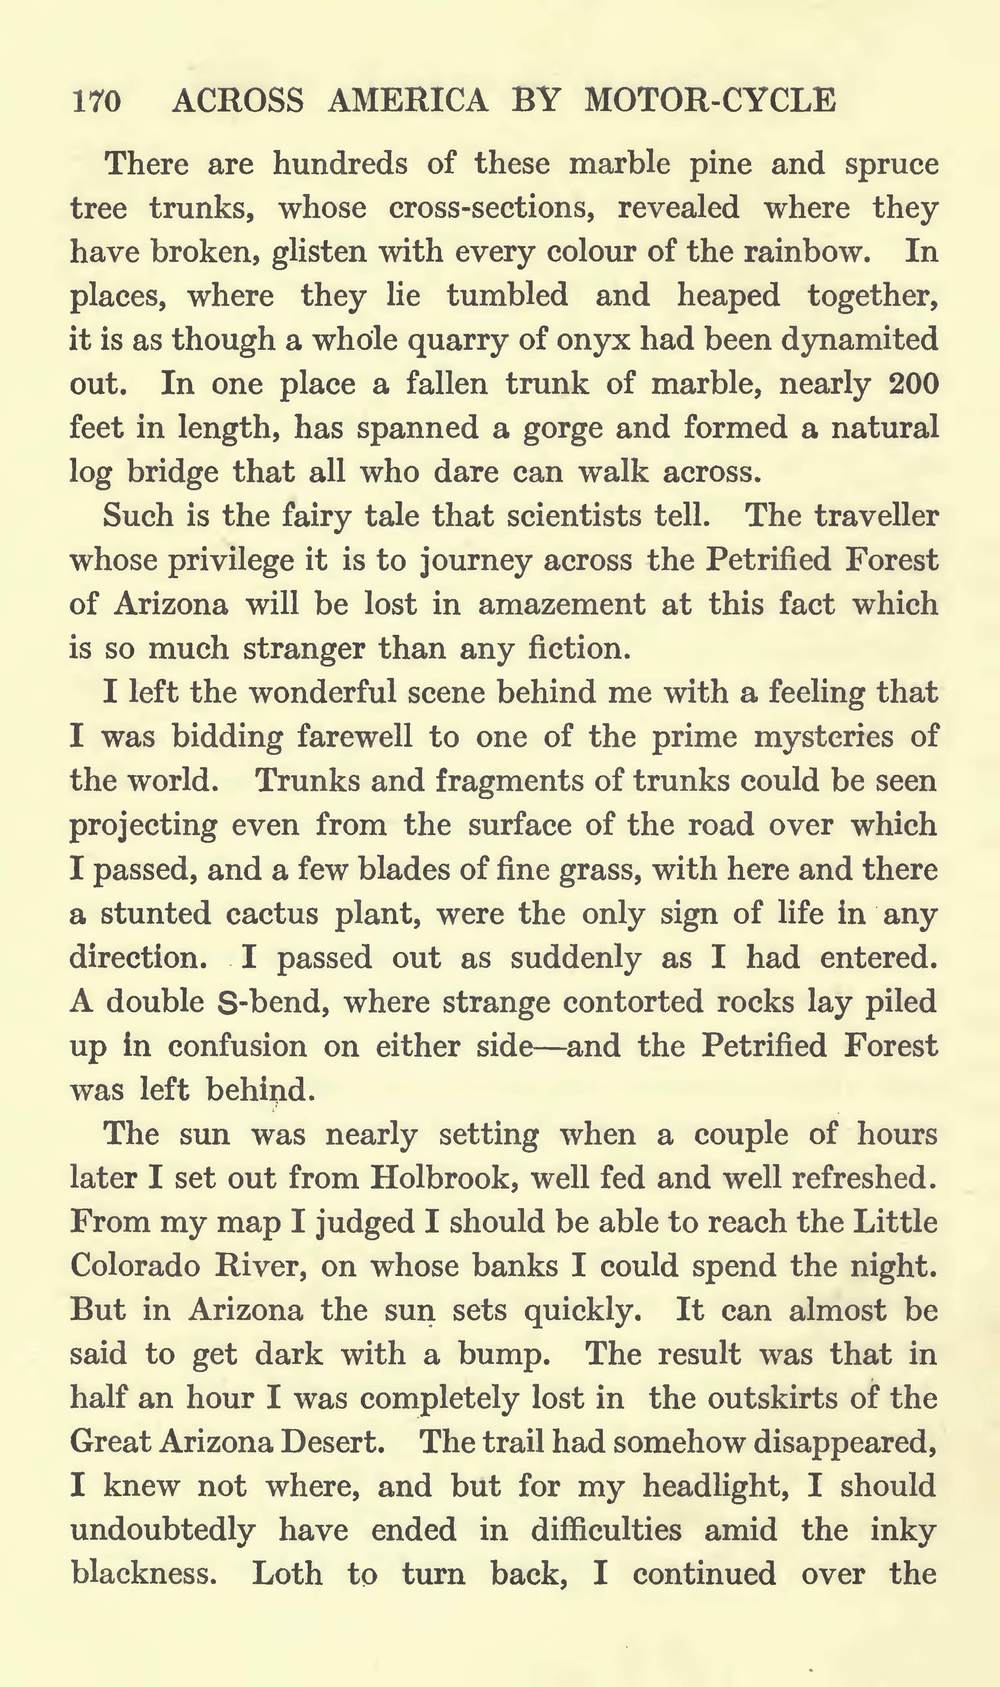 170 ACROSS AMERICA BY MOTOR-CYCLE
There are hundreds of these marble pine and spruce
tree trunks, whose cross-sections, revealed where they
have broken, glisten with every colour of the rainbow. In
places, where they lie tumbled and heaped together,
it is as though a whole quarry of onyx had been dynamited
out. In one place a fallen trunk of marble, nearly 200
feet in length, has spanned a gorge and formed a natural
log bridge that all who dare can walk across.
Such is the fairy tale that scientists tell. The traveller
whose privilege it is to journey across the Petrified Forest
of Arizona will be lost in amazement at this fact which
is so much stranger than any fiction.
I left the wonderful scene behind me with a feeling that
I was bidding farewell to one of the prime mysteries of
the world. Trunks and fragments of trunks could be seen
projecting even from the surface of the road over which
I passed, and a few blades of fine grass, with here and there
a stunted cactus plant, were the only sign of life in any
direction. I passed out as suddenly as I had entered.
A double S-bend, where strange contorted rocks lay piled
up in confusion on either side—and the Petrified Forest
was left behind.
The sun was nearly setting when a couple of hours
later I set out from Holbrook, well fed and well refreshed.
From my map I judged I should be able to reach the Little
Colorado River, on whose banks I could spend the night.
But in Arizona the sun sets quickly. It can almost be
said to get dark with a bump. The result was that in
half an hour I was completely lost in the outskirts of the
Great Arizona Desert. The trail had somehow disappeared,
I knew not where, and but for my headlight, I should
undoubtedly have ended in difficulties amid the inky
blackness. Loth to turn back, I continued over the